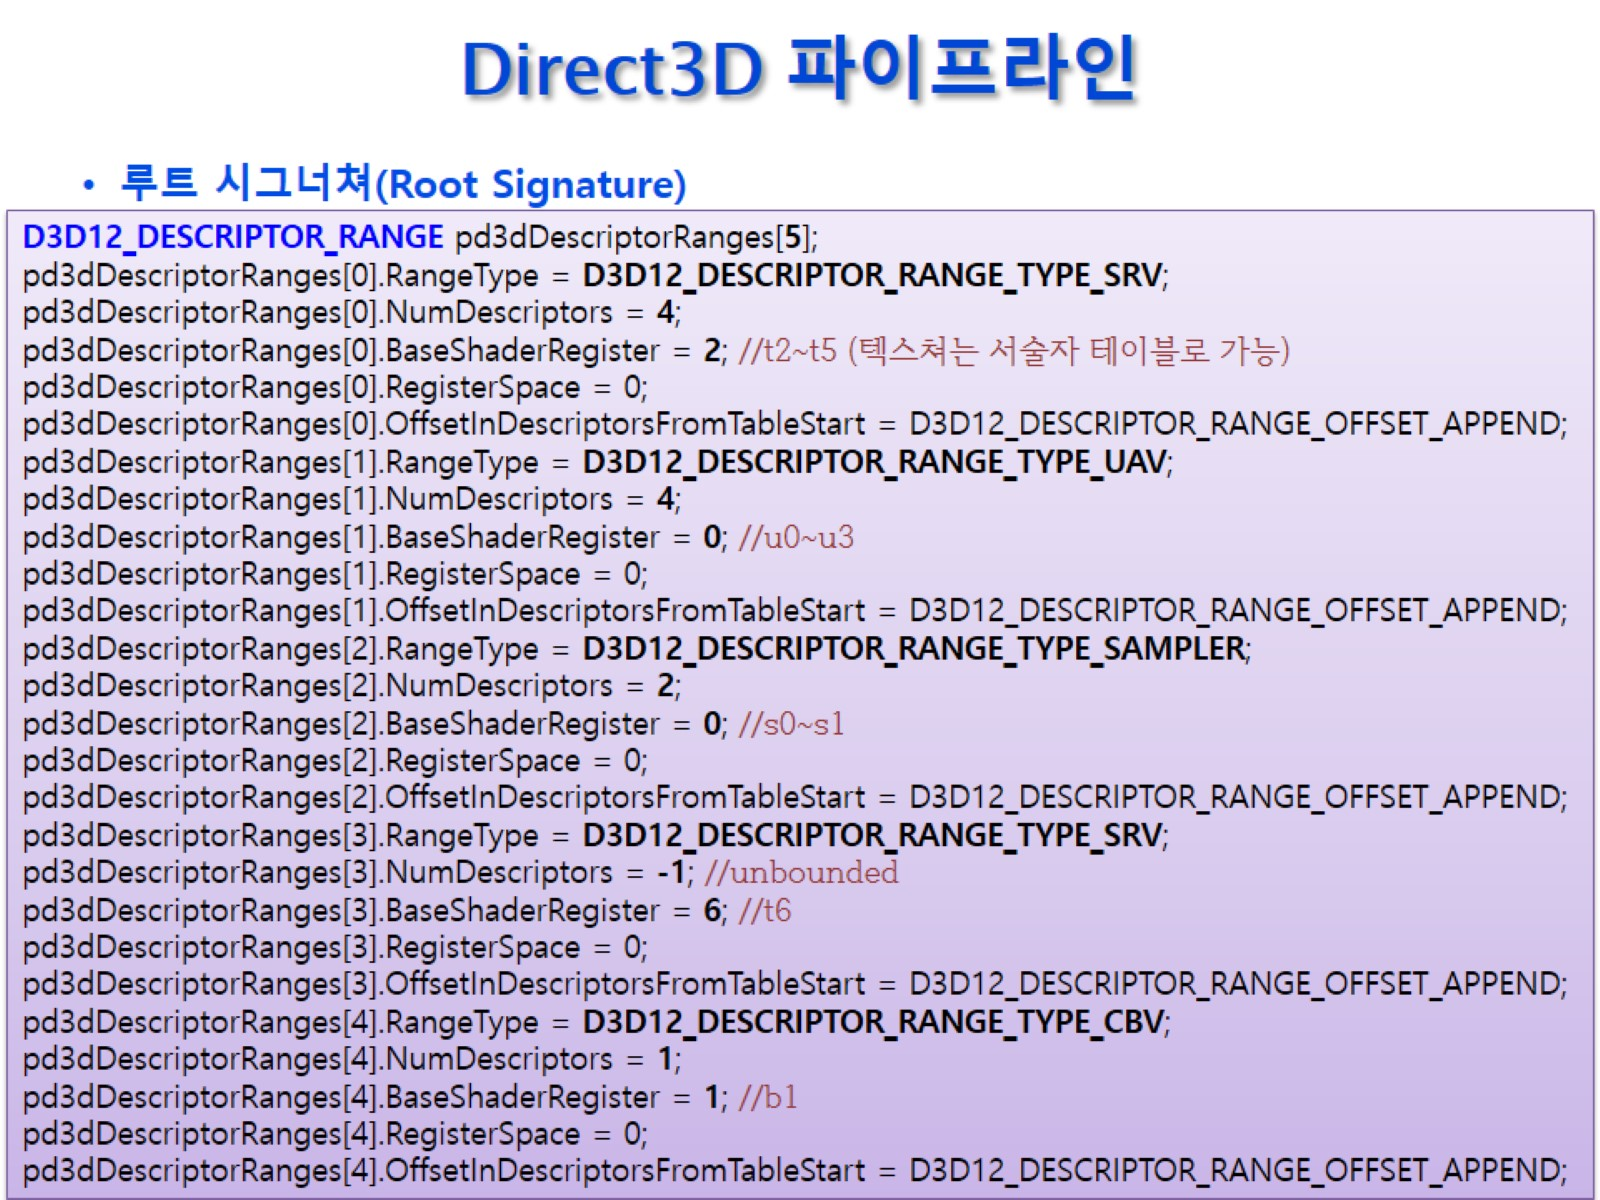 Direct3D 파이프라인
• 루트 시그너쳐(Root Signature)
D3D12_DESCRIPTOR_RANGE pd3dDescriptorRanges[5];
pd3dDescriptorRanges[0].RangeType = D3D12_DESCRIPTOR_RANGE_TYPE_SRV;
pd3dDescriptorRanges[0].NumDescriptors = 4;
pd3dDescriptorRanges[0].BaseShaderRegister = 2; //t2~t5 (텍스쳐는 서술자 테이블로 가능)
pd3dDescriptorRanges[0].RegisterSpace = 0;
pd3dDescriptorRanges[0].OffsetInDescriptorsFromTableStart = D3D12_DESCRIPTOR_RANGE_OFFSET_APPEND;
pd3dDescriptorRanges[1].RangeType = D3D12_DESCRIPTOR_RANGE_TYPE_UAV;
pd3dDescriptorRanges[1].NumDescriptors = 4;
pd3dDescriptorRanges[1].BaseShaderRegister = 0; //u0~u3
pd3dDescriptorRanges[1].RegisterSpace = 0;
pd3dDescriptorRanges[1].OffsetInDescriptorsFromTableStart = D3D12_DESCRIPTOR_RANGE_OFFSET_APPEND;
pd3dDescriptorRanges[2].RangeType = D3D12_DESCRIPTOR_RANGE_TYPE_SAMPLER;
pd3dDescriptorRanges[2].NumDescriptors = 2;
pd3dDescriptorRanges[2].BaseShaderRegister = 0; //s0~s1
pd3dDescriptorRanges[2].RegisterSpace = 0;
pd3dDescriptorRanges[2].OffsetInDescriptorsFromTableStart = D3D12_DESCRIPTOR_RANGE_OFFSET_APPEND;
pd3dDescriptorRanges[3].RangeType = D3D12_DESCRIPTOR_RANGE_TYPE_SRV;
pd3dDescriptorRanges[3].NumDescriptors = -1; //unbounded
pd3dDescriptorRanges[3].BaseShaderRegister = 6; //t6
pd3dDescriptorRanges[3].RegisterSpace = 0;
pd3dDescriptorRanges[3].OffsetInDescriptorsFromTableStart = D3D12_DESCRIPTOR_RANGE_OFFSET_APPEND;
pd3dDescriptorRanges[4].RangeType = D3D12_DESCRIPTOR_RANGE_TYPE_CBV;
pd3dDescriptorRanges[4].NumDescriptors = 1;
pd3dDescriptorRanges[4].BaseShaderRegister = 1; //b1
pd3dDescriptorRanges[4].RegisterSpace = 0;
pd3dDescriptorRanges[4].OffsetInDescriptorsFromTableStart = D3D12_DESCRIPTOR_RANGE_OFFSET_APPEND;